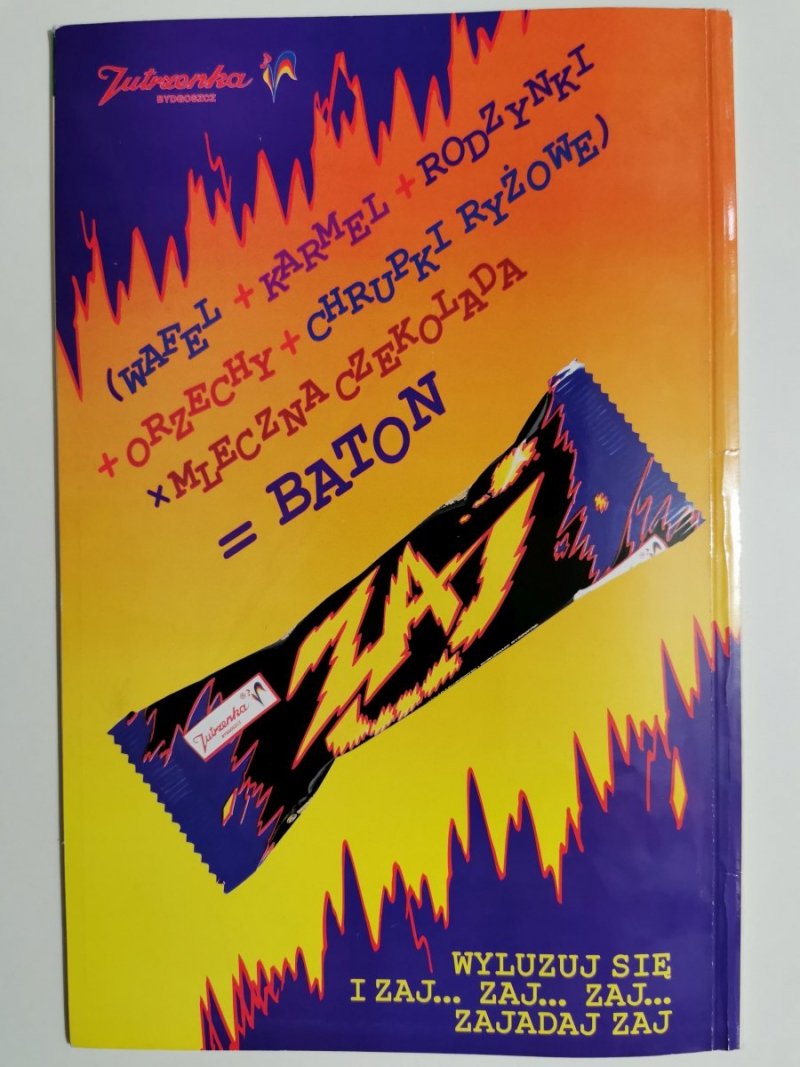 Jutrzenka
BYDGOSZCZ
(WAFEL + KARMEL + RODZYNKI
+ ORZECHY + CHRUPKI RYŻOWE)
× MLECZNA CZEKOLADA
= BATON
ZAJ
Jutrzenka
BYDGOSZCZ
WYLUZUJ SIĘ
I ZAJ... ZAJ... ZAJ...
ZAJADAJ ZAJ